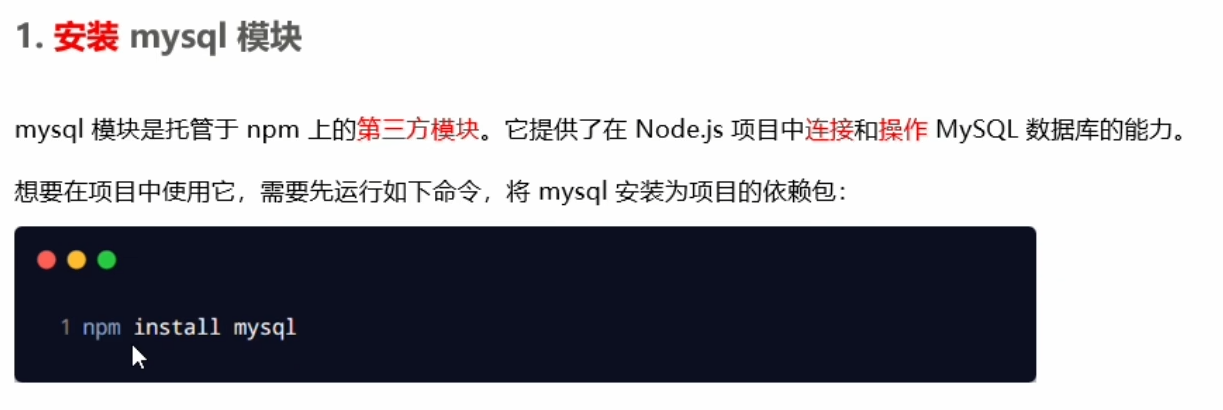 1. 安装 mysql 模块
mysql 模块是托管于 npm 上的第三方模块。它提供了在 Node.js 项目中连接和操作 MySQL 数据库的能力。
想要在项目中使用它，需要先运行如下命令，将 mysql 安装为项目的依赖包：
1 npm install mysql